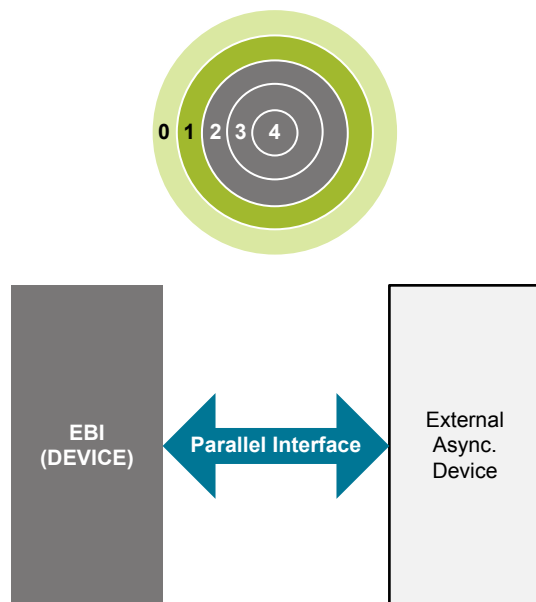 0 1 2 3 4
EBI
(DEVICE)
Parallel Interface
External
Async.
Device